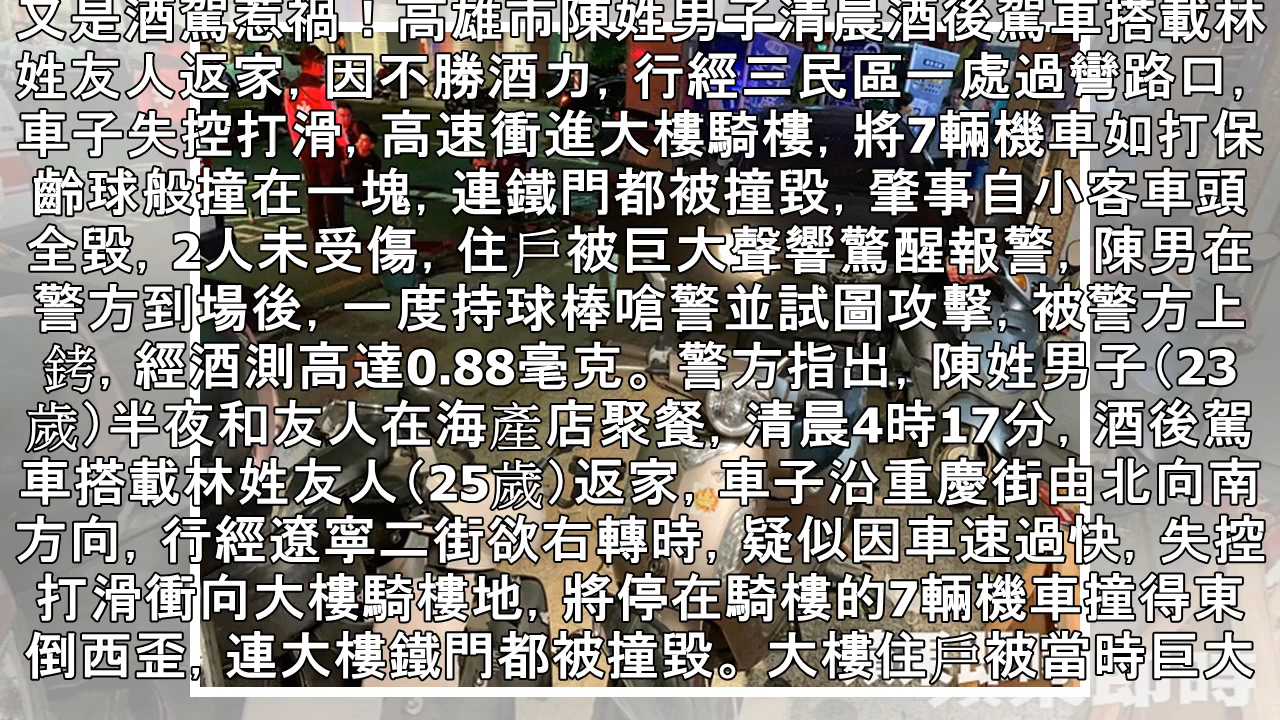 又是酒駕惹禍！高雄市陳姓男子清晨酒後駕車搭載林
姓友人返家, 因不勝酒力, 行經三民區一處過彎路口,
車子失控打滑, 高速衝進大樓騎樓, 將7輛機車如打保
齡球般撞在一塊, 連鐵門都被撞毀, 肇事白小客車頭
全毀, 2人未受傷, 住戶被巨大聲響驚醒報警, 陳男在
警方到場後, 一度持球棒嗆警並試圖攻擊, 被警方上
銬, 經酒測高達0.88毫克。警方指出, 陳姓男子(23
歲)半夜和友人在海產店聚餐, 清晨4時17分, 酒後駕
車搭載林姓友人(25歲)返家, 車子沿重慶街由北向南
方向, 行經遼寧二街欲右轉時, 疑似因車速過快, 失控
打滑衝向大樓騎樓地, 將停在騎樓的7輛機車撞得東
倒西歪, 連大樓鐵門都被撞毀。大樓住戶被當時巨大